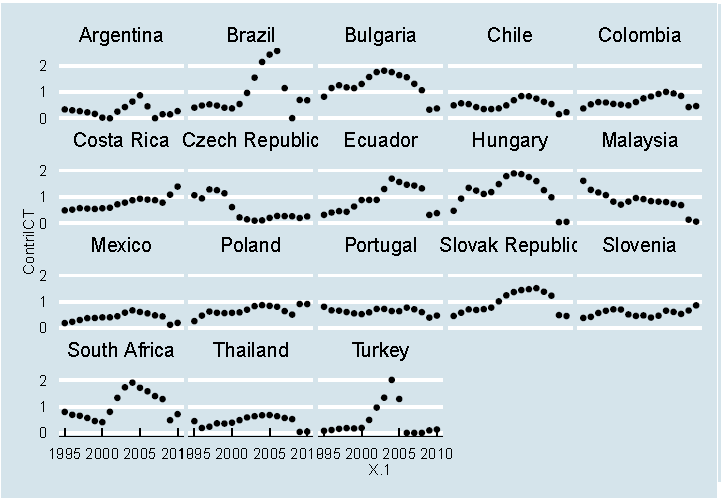 Argentina Brazil Bulgaria Chile Colombia
2
1
0
Costa Rica Czech Republic Ecuador Hungary Malaysia
2
1
0
ContriICT
Mexico Poland Portugal Slovak Republic Slovenia
2
1
0
South Africa Thailand Turkey
2
1
0
1995 2000 2005 201 1995 2000 2005 201 1995 2000 2005 2010
X.1